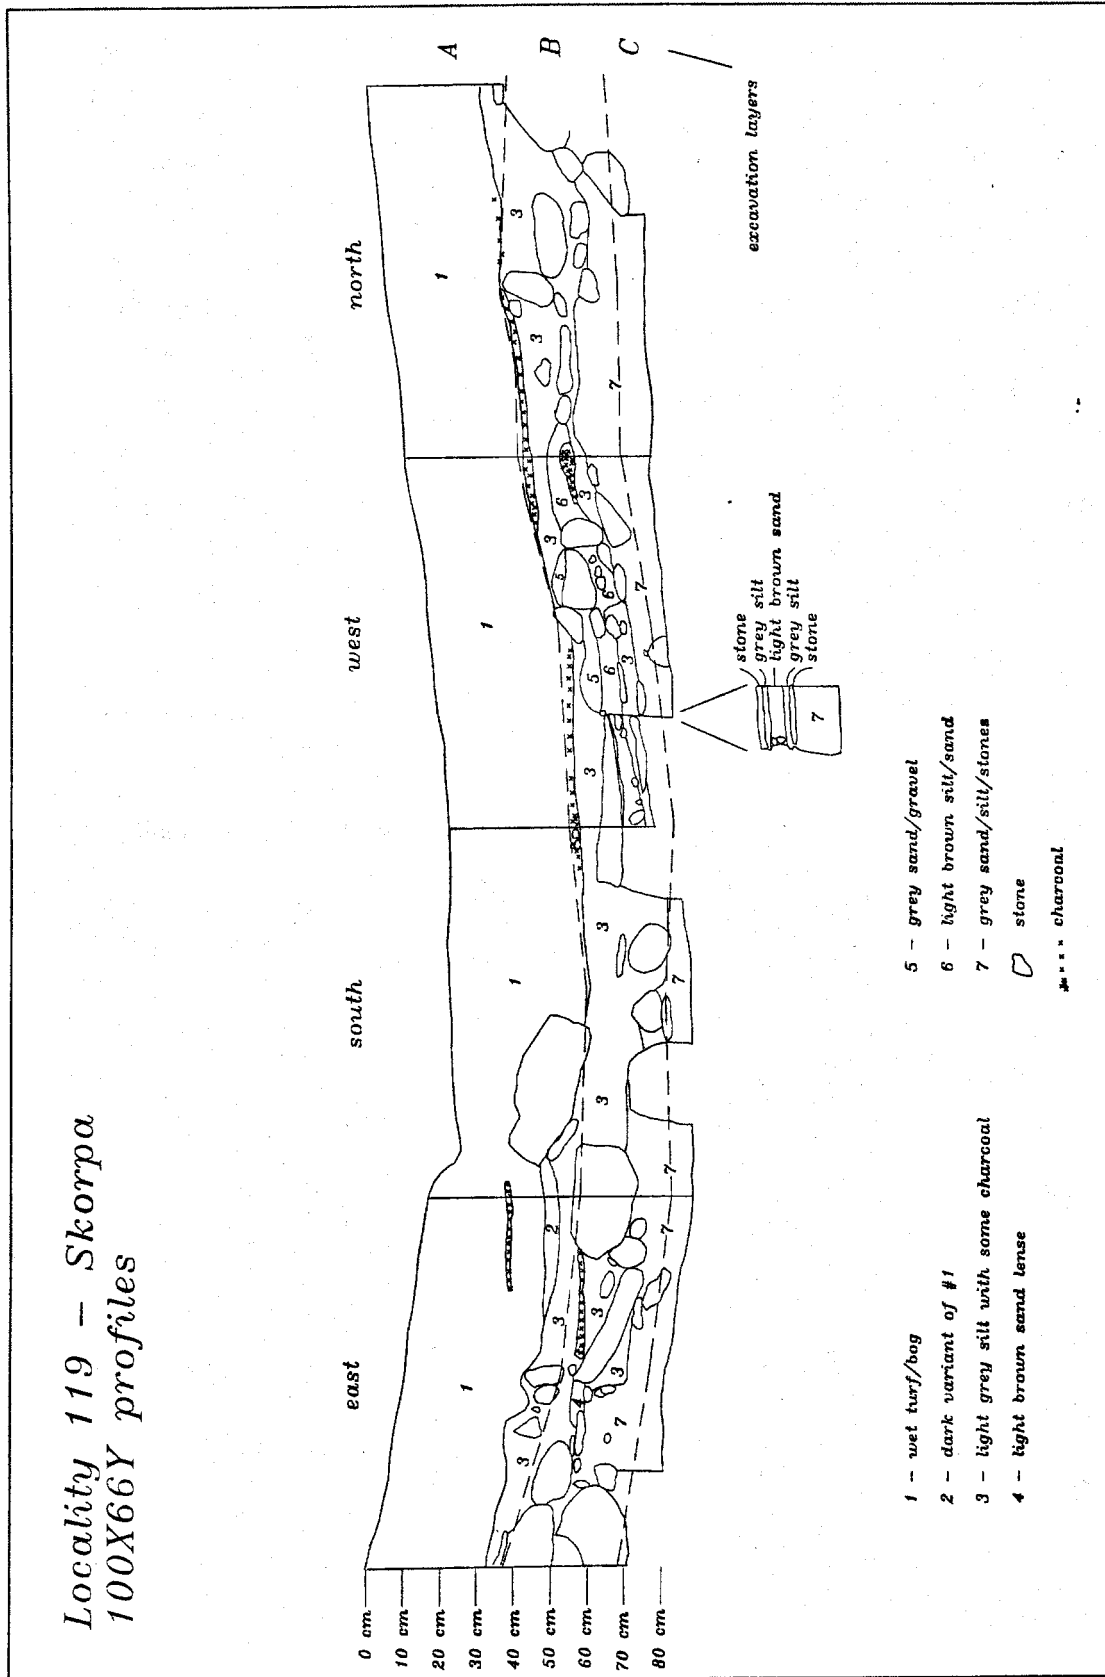 Locality 119 – Skorpa
100X66Y profiles
east
south
west
north
A
B
C
excavation layers
0 cm
10 cm
20 cm
30 cm
40 cm
50 cm
60 cm
70 cm
80 cm
1
1
1
1
2
3
3
3
3
4
7
7
3
3
7
7
3
5
6
3
5
6
3
6
3
7
3
3
7
stone
grey silt
light brown sand
grey silt
stone
7
1 – wet turf/bog
2 – dark variant of #1
3 – light grey silt with some charcoal
4 – light brown sand lense
5 – grey sand/gravel
6 – light brown silt/sand
7 – grey sand/silt/stones
stone
charcoal